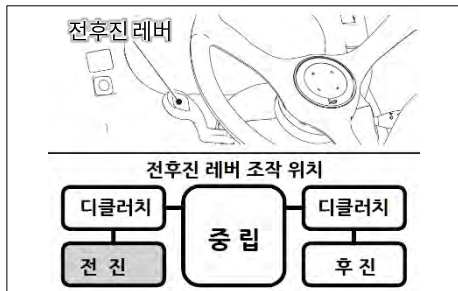 전후진 레버
전후진 레버 조작 위치
디클러치
중 립
디클러치
전 진
후 진